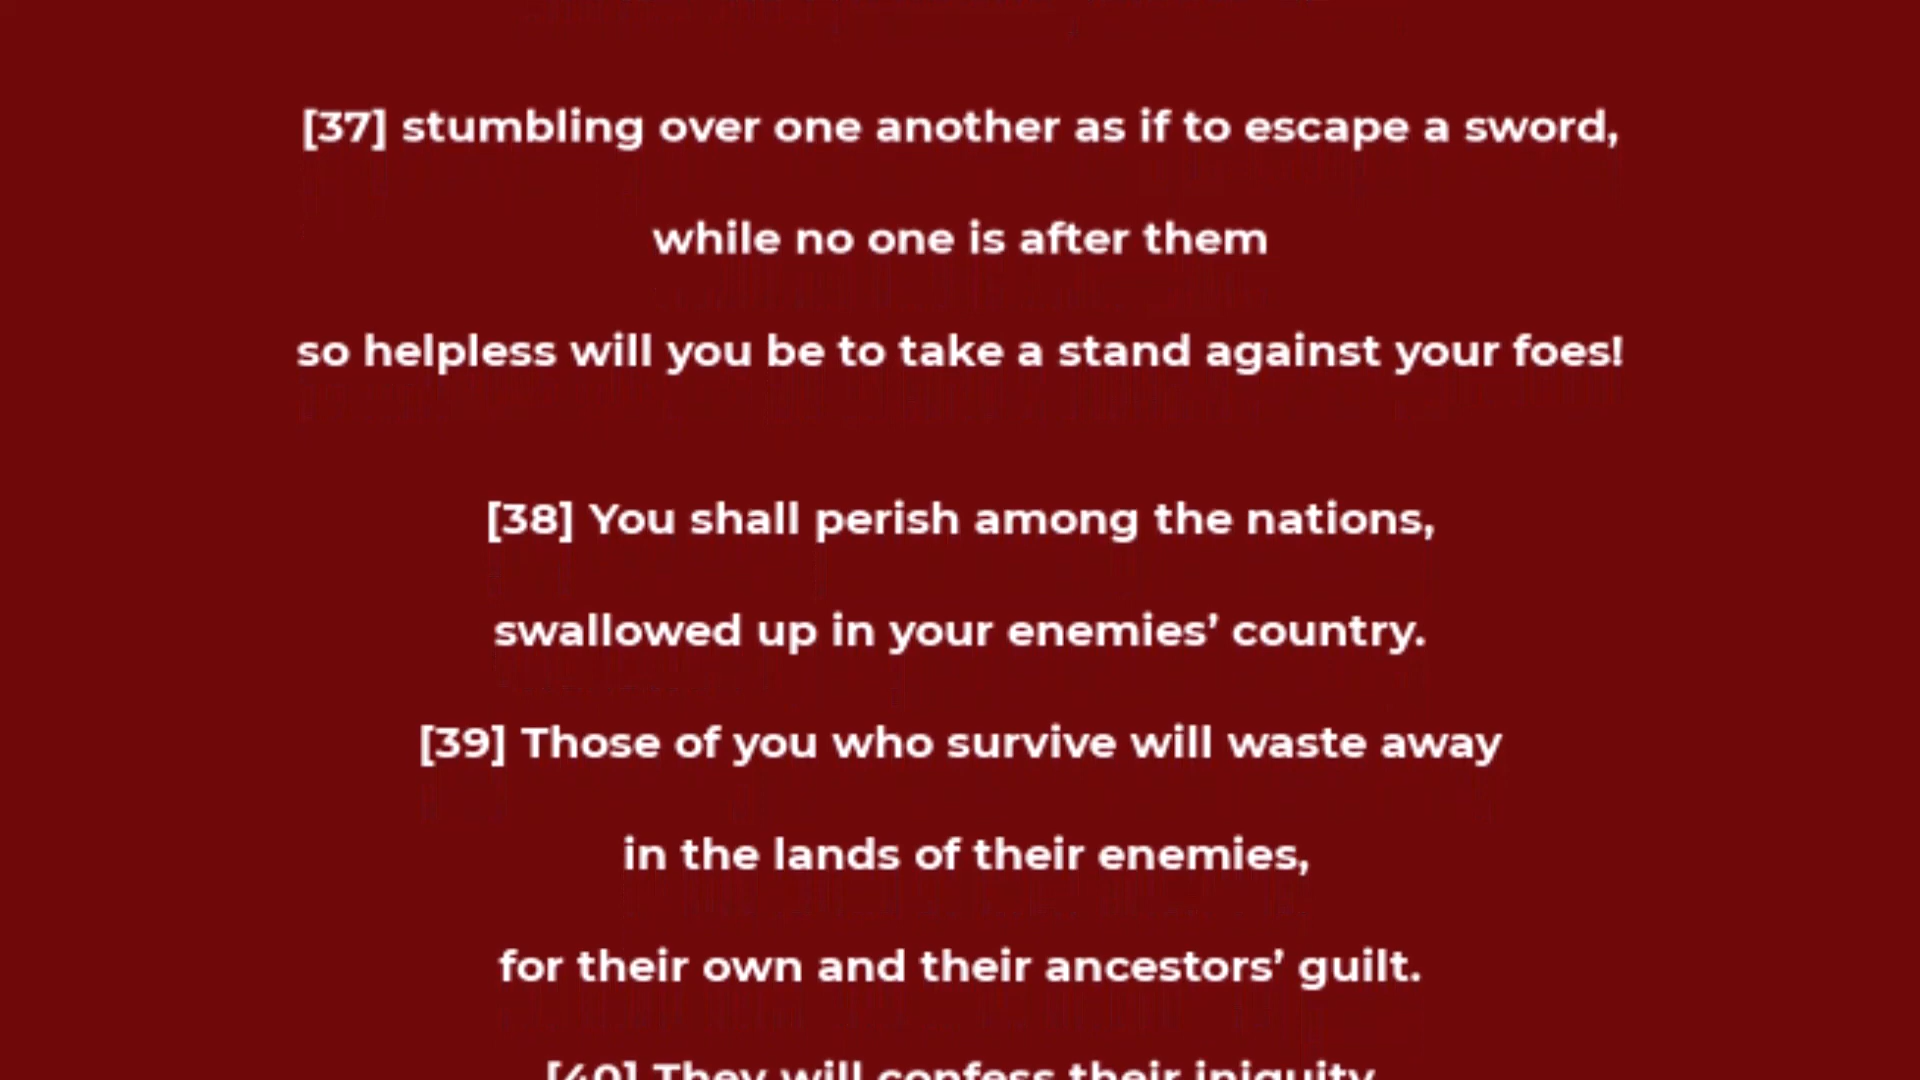 [37] stumbling over one another as if to escape a sword,
while no one is after them
so helpless will you be to take a stand against your foes!
[38] You shall perish among the nations,
swallowed up in your enemies’ country.
[39] Those of you who survive will waste away
in the lands of their enemies,
for their own and their ancestors’ guilt.
[40] They will confess their iniquity